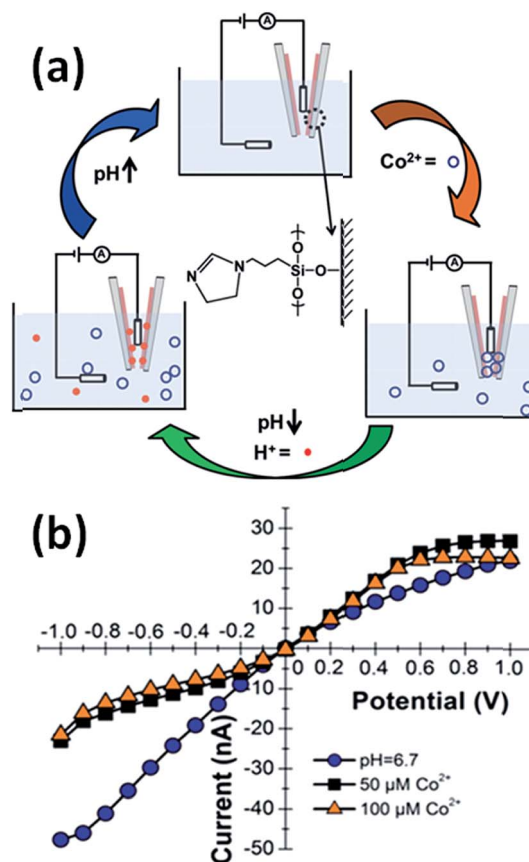 (a)
A
pH ↑
Co²⁺ =
N
N
Si
O
O
O
A
A
pH ↓
H⁺ =
(b)
30
20
10
0
-1.0 -0.8 -0.6 -0.4 -0.2
0.0 0.2 0.4 0.6 0.8 1.0
-10
-20
-30
-40
-50
Potential (V)
Current (nA)
pH=6.7
50 µM Co²⁺
100 µM Co²⁺